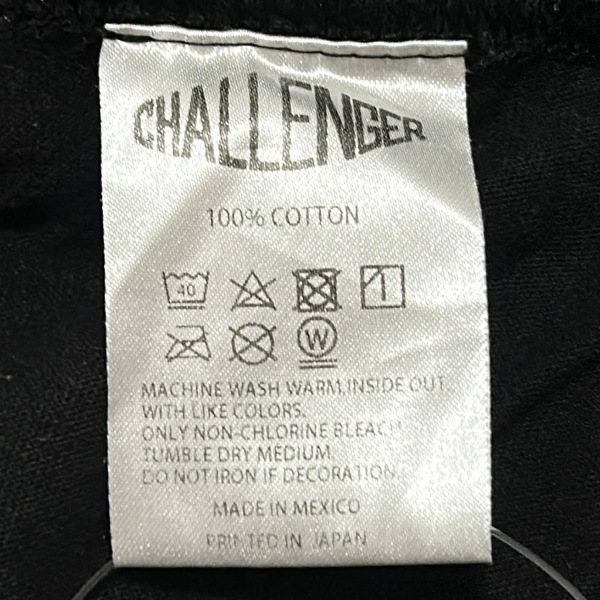 CHALLENGER
100% COTTON
40
W
MACHINE WASH WARM, INSIDE OUT
WITH LIKE COLORS.
ONLY NON-CHLORINE BLEACH
TUMBLE DRY MEDIUM.
DO NOT IRON IF DECORATION.
MADE IN MEXICO
PRINTED IN JAPAN